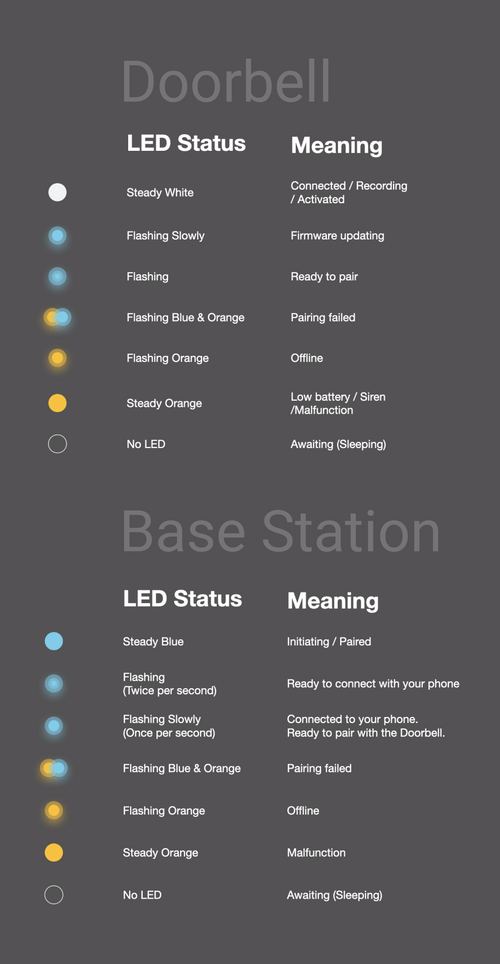 Doorbell
LED Status Meaning
Steady White Connected / Recording
/ Activated
Flashing Slowly Firmware updating
Flashing Ready to pair
Flashing Blue & Orange Pairing failed
Flashing Orange Offline
Steady Orange Low battery / Siren
/Malfunction
No LED Awaiting (Sleeping)
Base Station
LED Status Meaning
Steady Blue Initiating / Paired
Flashing
(Twice per second) Ready to connect with your phone
Flashing Slowly Connected to your phone.
(Once per second) Ready to pair with the Doorbell.
Flashing Blue & Orange Pairing failed
Flashing Orange Offline
Steady Orange Malfunction
No LED Awaiting (Sleeping)